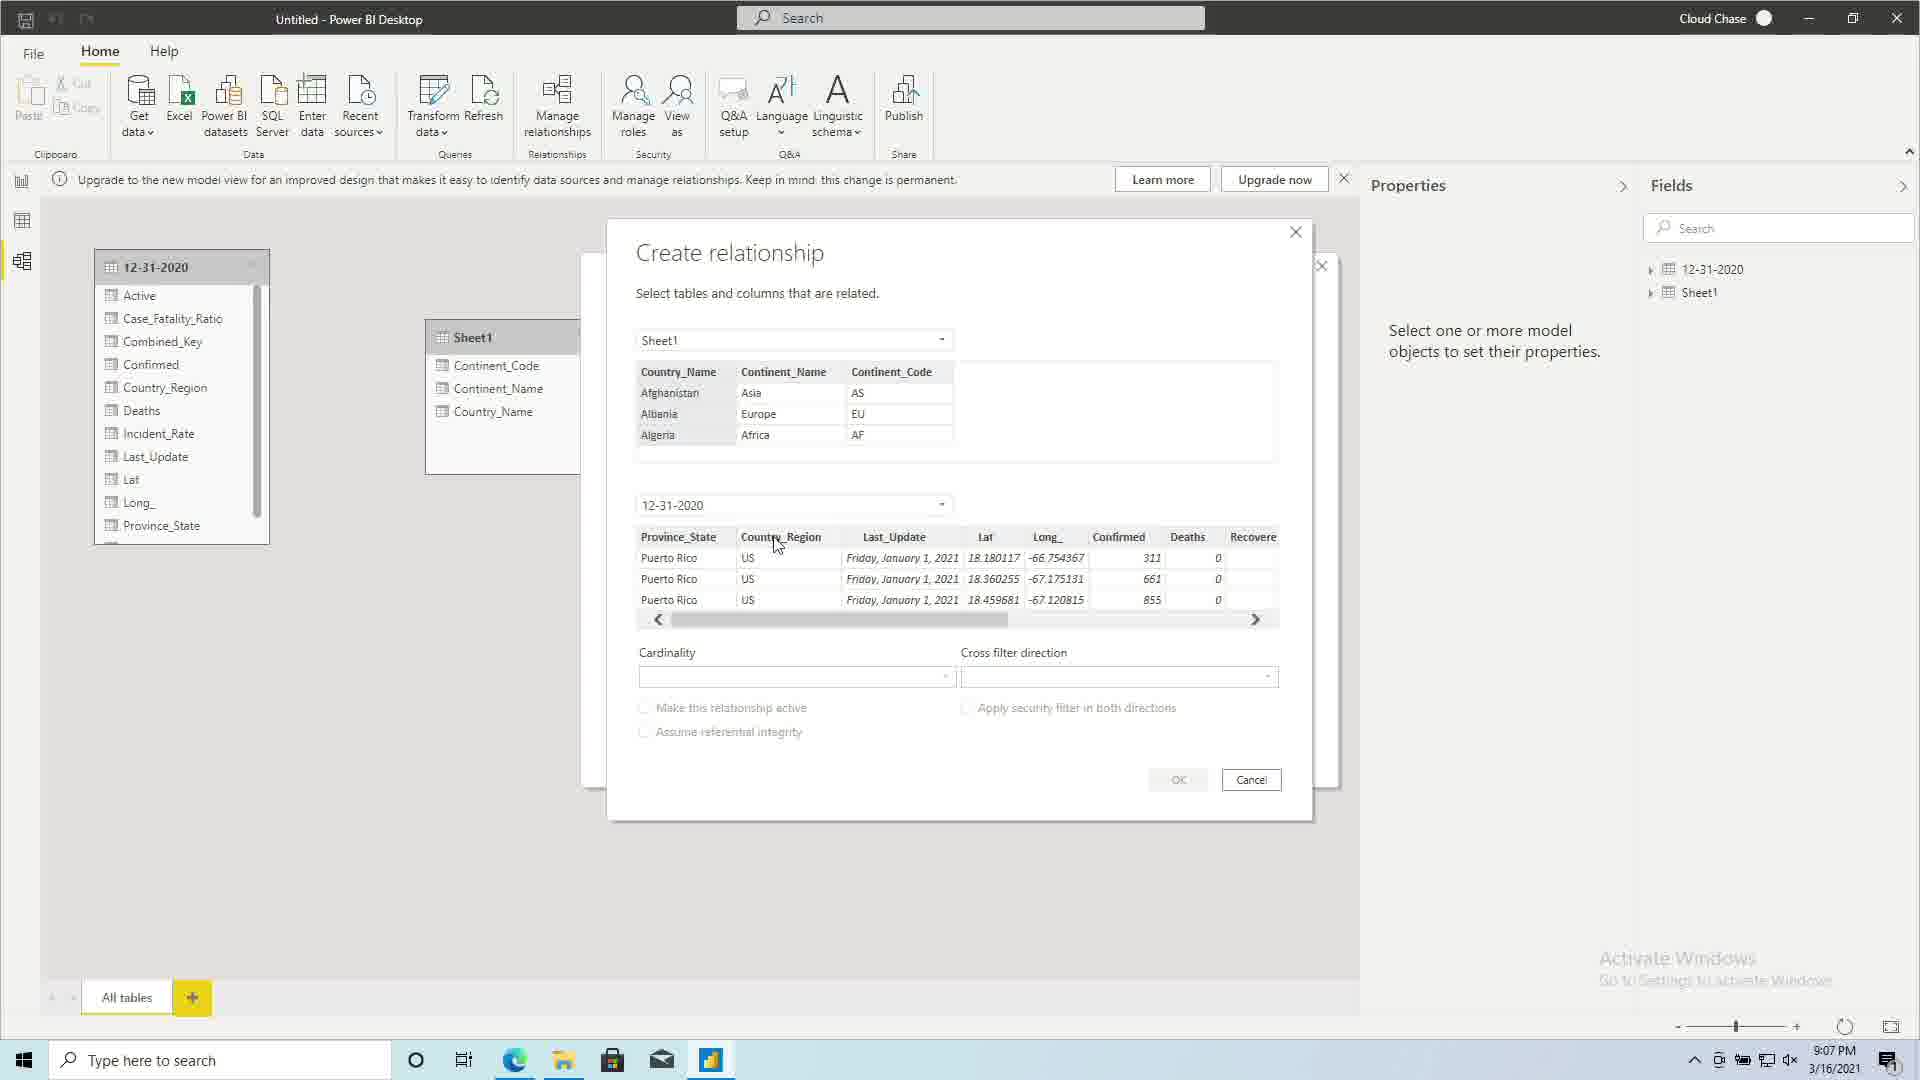 Untitled - Power BI Desktop
Search
Cloud Chase
File
Home
Help
Paste
Cut
Copy
Get data
Excel
Power BI datasets
SQL Server
Enter data
Recent sources
Transform data
Refresh
Manage relationships
Manage roles
View as
Q&A setup
Language
Linguistic schema
Publish
Clipboard
Data
Queries
Relationships
Security
Q&A
Share
Upgrade to the new model view for an improved design that makes it easy to identify data sources and manage relationships. Keep in mind: this change is permanent.
Learn more
Upgrade now
Properties
Fields
Search
12-31-2020
Sheet1
Select one or more model
objects to set their properties.
12-31-2020
Active
Case_Fatality_Ratio
Combined_Key
Confirmed
Country_Region
Deaths
Incident_Rate
Last_Update
Lat
Long_
Province_State
Sheet1
Continent_Code
Continent_Name
Country_Name
Create relationship
Select tables and columns that are related.
Sheet1
Country_Name Continent_Name Continent_Code
Afghanistan Asia AS
Albania Europe EU
Algeria Africa AF
12-31-2020
Province_State Country_Region Last_Update Lat Long_ Confirmed Deaths Recovere
Puerto Rico US Friday, January 1, 2021 18.180117 -66.754367 311 0
Puerto Rico US Friday, January 1, 2021 18.360255 -67.175131 661 0
Puerto Rico US Friday, January 1, 2021 18.459681 -67.120815 855 0
Cardinality
Cross filter direction
Make this relationship active
Apply security filter in both directions
Assume referential integrity
OK
Cancel
Activate Windows
Go to Settings to activate Windows.
All tables
Type here to search
9:07 PM
3/16/2021
1